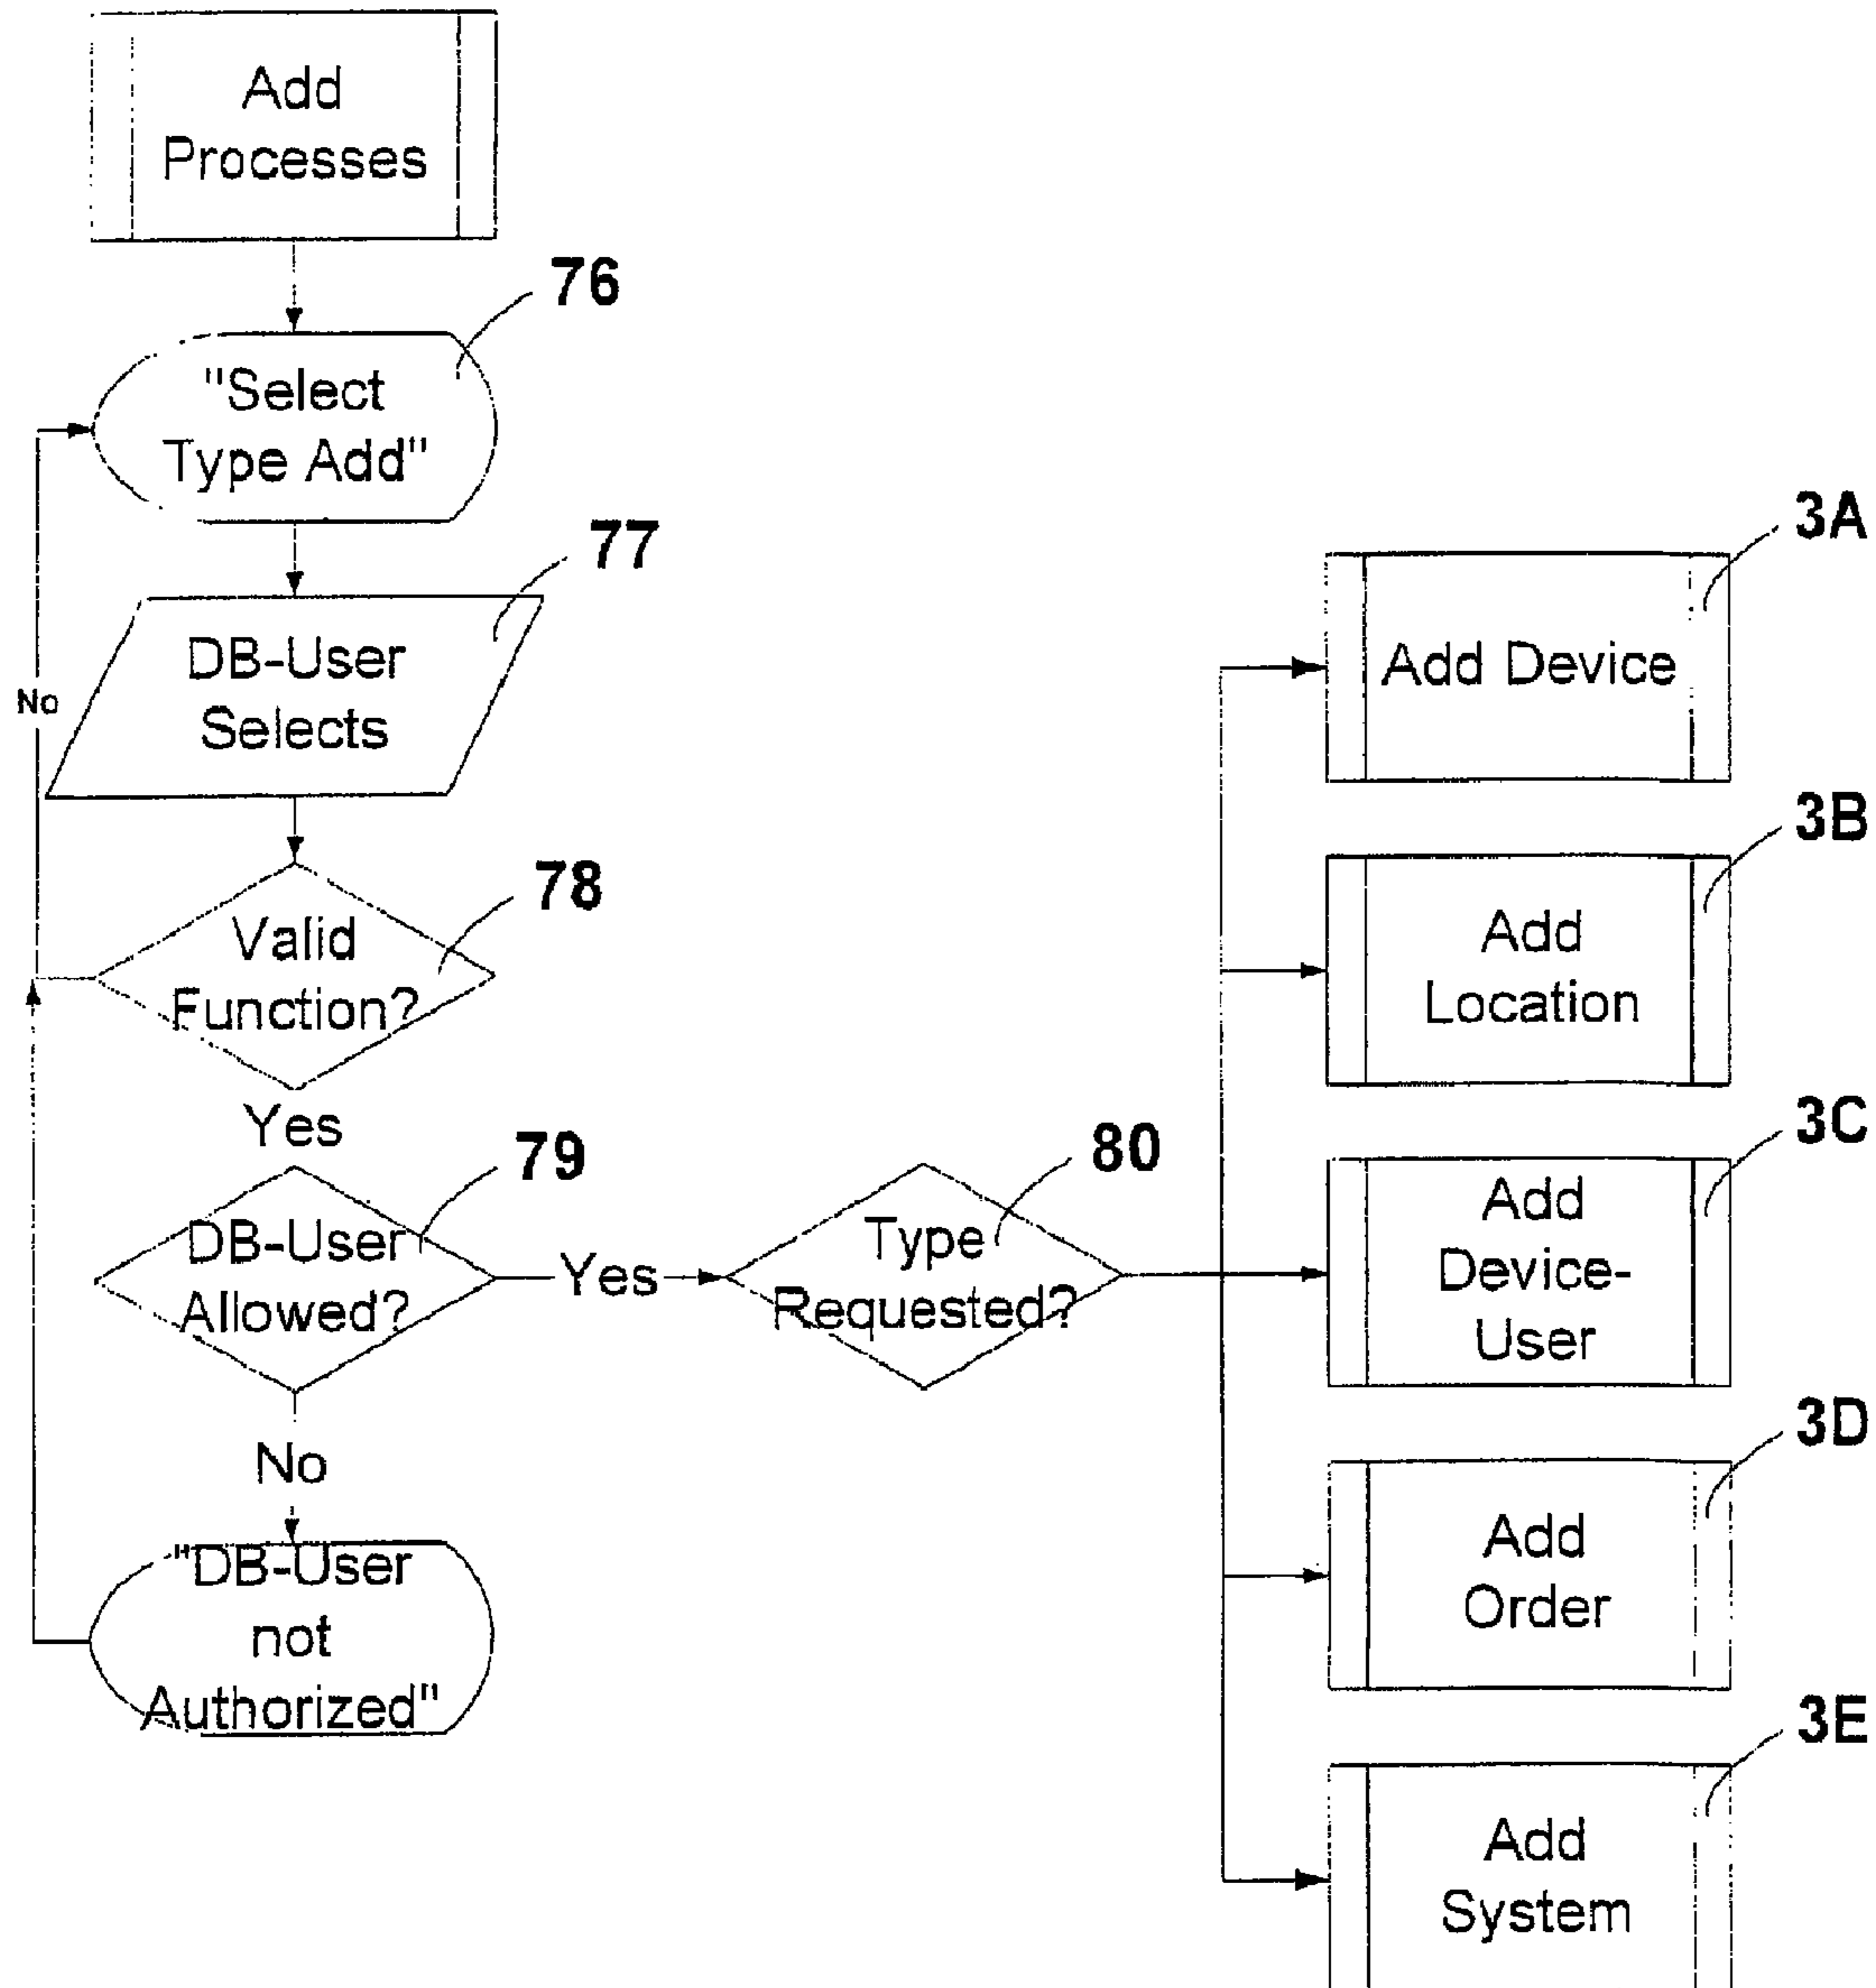 Add
Processes
76
"Select
Type Add"
77
DB-User
Selects
No
78
Valid
Function?
Yes
79
DB-User
Allowed?
Yes
80
Type
Requested?
No
"DB-User
not
Authorized"
3A
Add Device
3B
Add
Location
3C
Add
Device-
User
3D
Add
Order
3E
Add
System